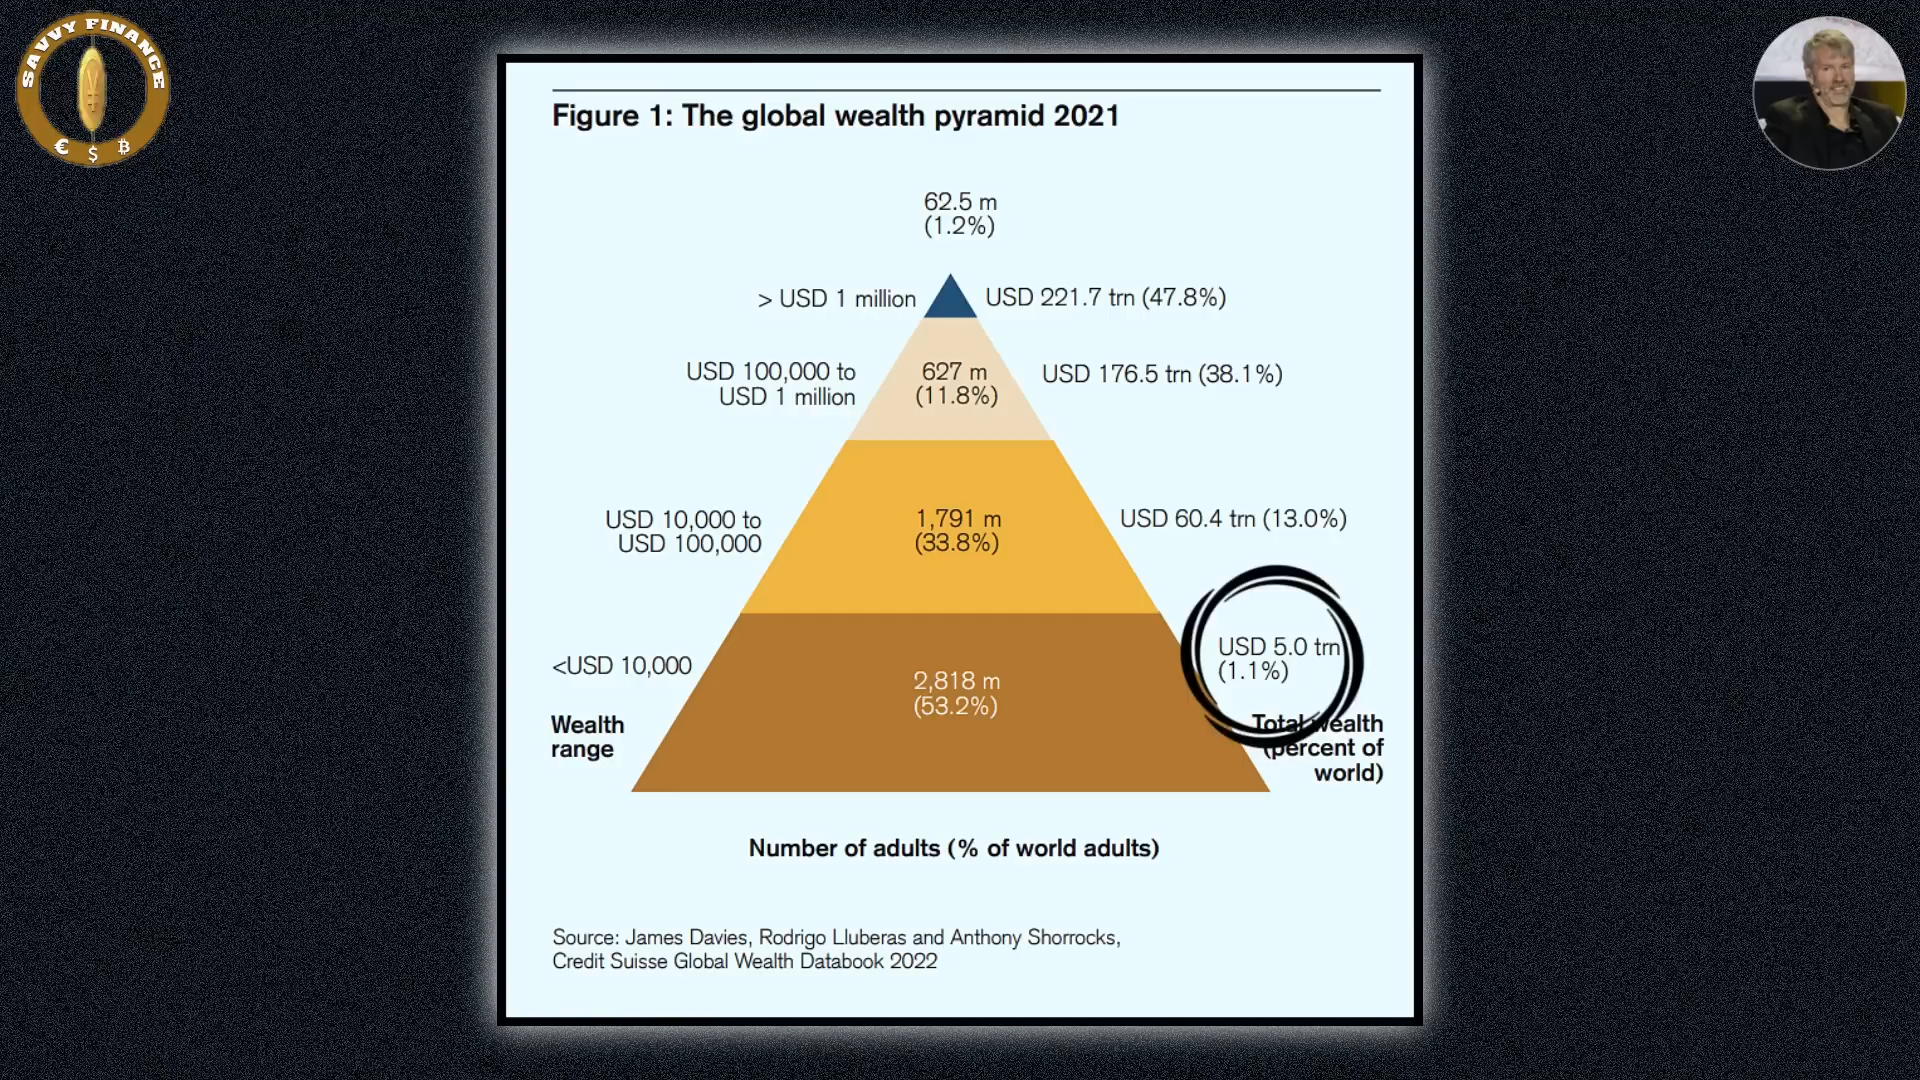 SAVVY FINANCE
€ $ ₿
Figure 1: The global wealth pyramid 2021
62.5 m
(1.2%)
> USD 1 million
USD 221.7 trn (47.8%)
USD 100,000 to
USD 1 million
627 m
(11.8%)
USD 176.5 trn (38.1%)
USD 10,000 to
USD 100,000
1,791 m
(33.8%)
USD 60.4 trn (13.0%)
<USD 10,000
2,818 m
(53.2%)
USD 5.0 trn
(1.1%)
Wealth
range
Total wealth
(percent of
world)
Number of adults (% of world adults)
Source: James Davies, Rodrigo Lluberas and Anthony Shorrocks,
Credit Suisse Global Wealth Databook 2022